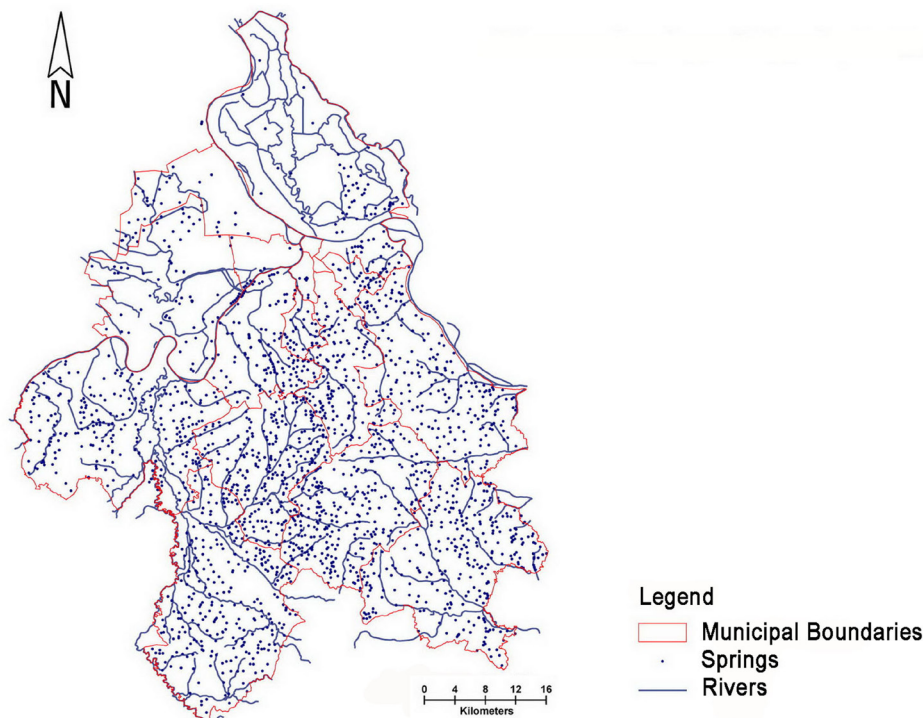 N
Legend
Municipal Boundaries
Springs
Rivers
0 4 8 12 16
Kilometers